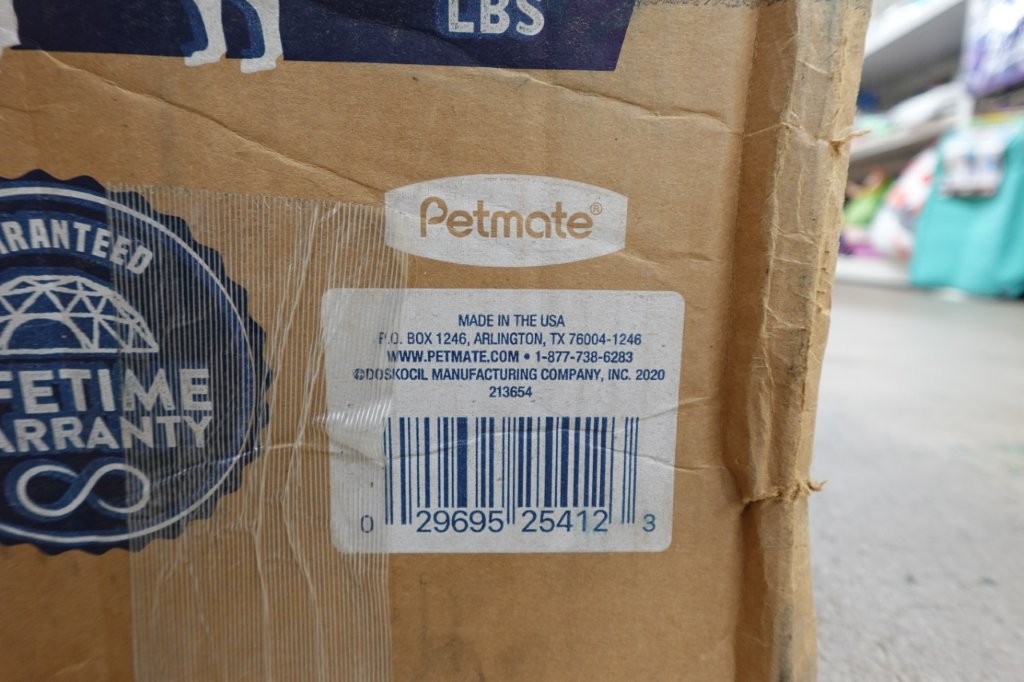 LBS
Petmate®
MADE IN THE USA
P.O. BOX 1246, ARLINGTON, TX 76004-1246
WWW.PETMATE.COM • 1-877-738-6283
©DOSKOCIL MANUFACTURING COMPANY, INC. 2020
213654
0 29695 25412 3
ARANTEED
FETIME
ARRANTY